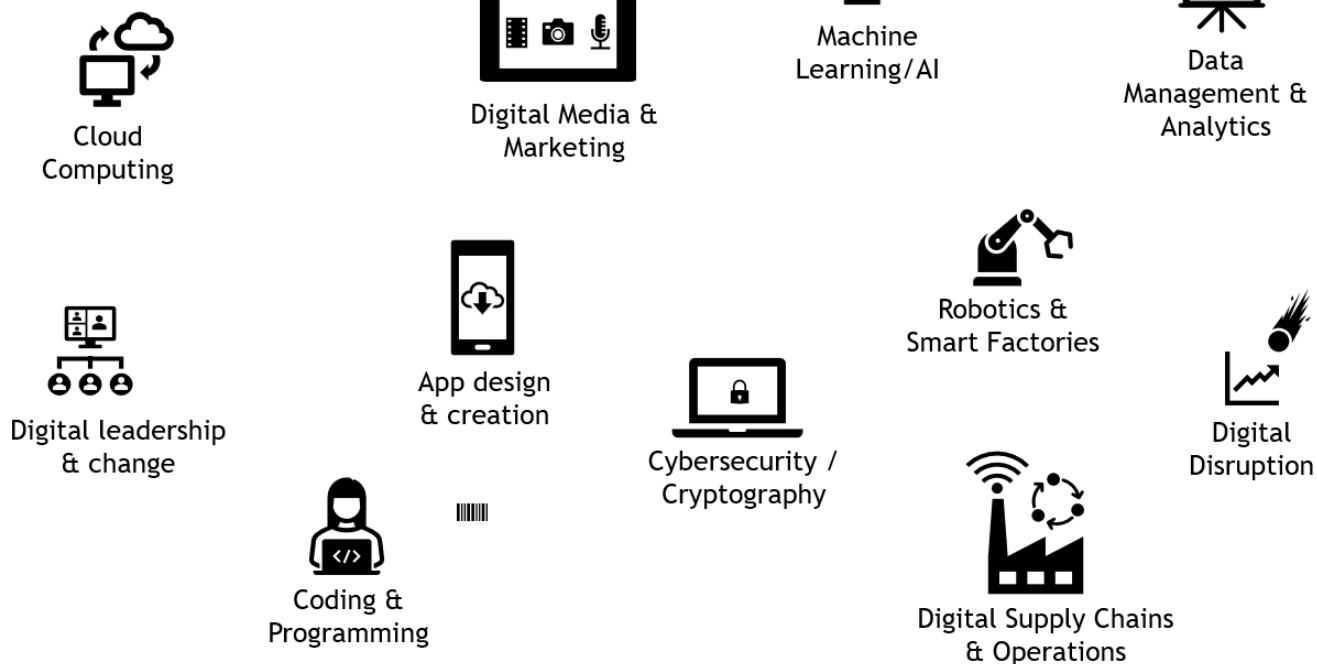 Machine
Learning/AI
Data
Management &
Analytics
Digital Media &
Marketing
Cloud
Computing
Robotics &
Smart Factories
App design
& creation
Digital leadership
& change
Cybersecurity /
Cryptography
Digital
Disruption
</>
Coding &
Programming
Digital Supply Chains
& Operations